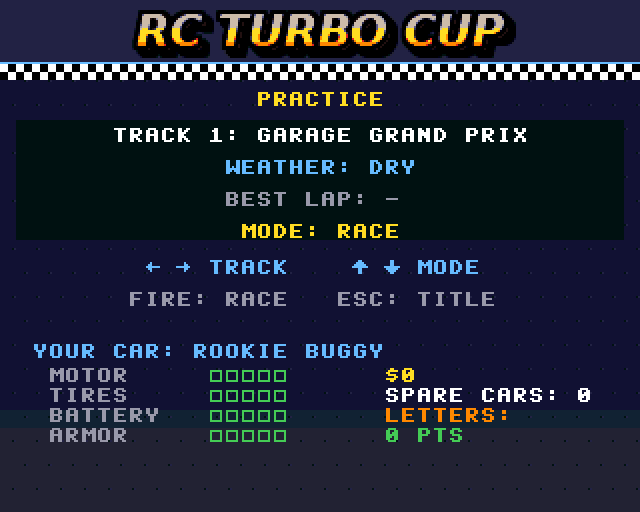 RC TURBO CUP
PRACTICE
TRACK 1: GARAGE GRAND PRIX
WEATHER: DRY
BEST LAP: -
MODE: RACE
← → TRACK ↑ ↓ MODE
FIRE: RACE ESC: TITLE
YOUR CAR: ROOKIE BUGGY
MOTOR □□□□□ $0
TIRES □□□□□ SPARE CARS: 0
BATTERY □□□□□ LETTERS:
ARMOR □□□□□ 0 PTS